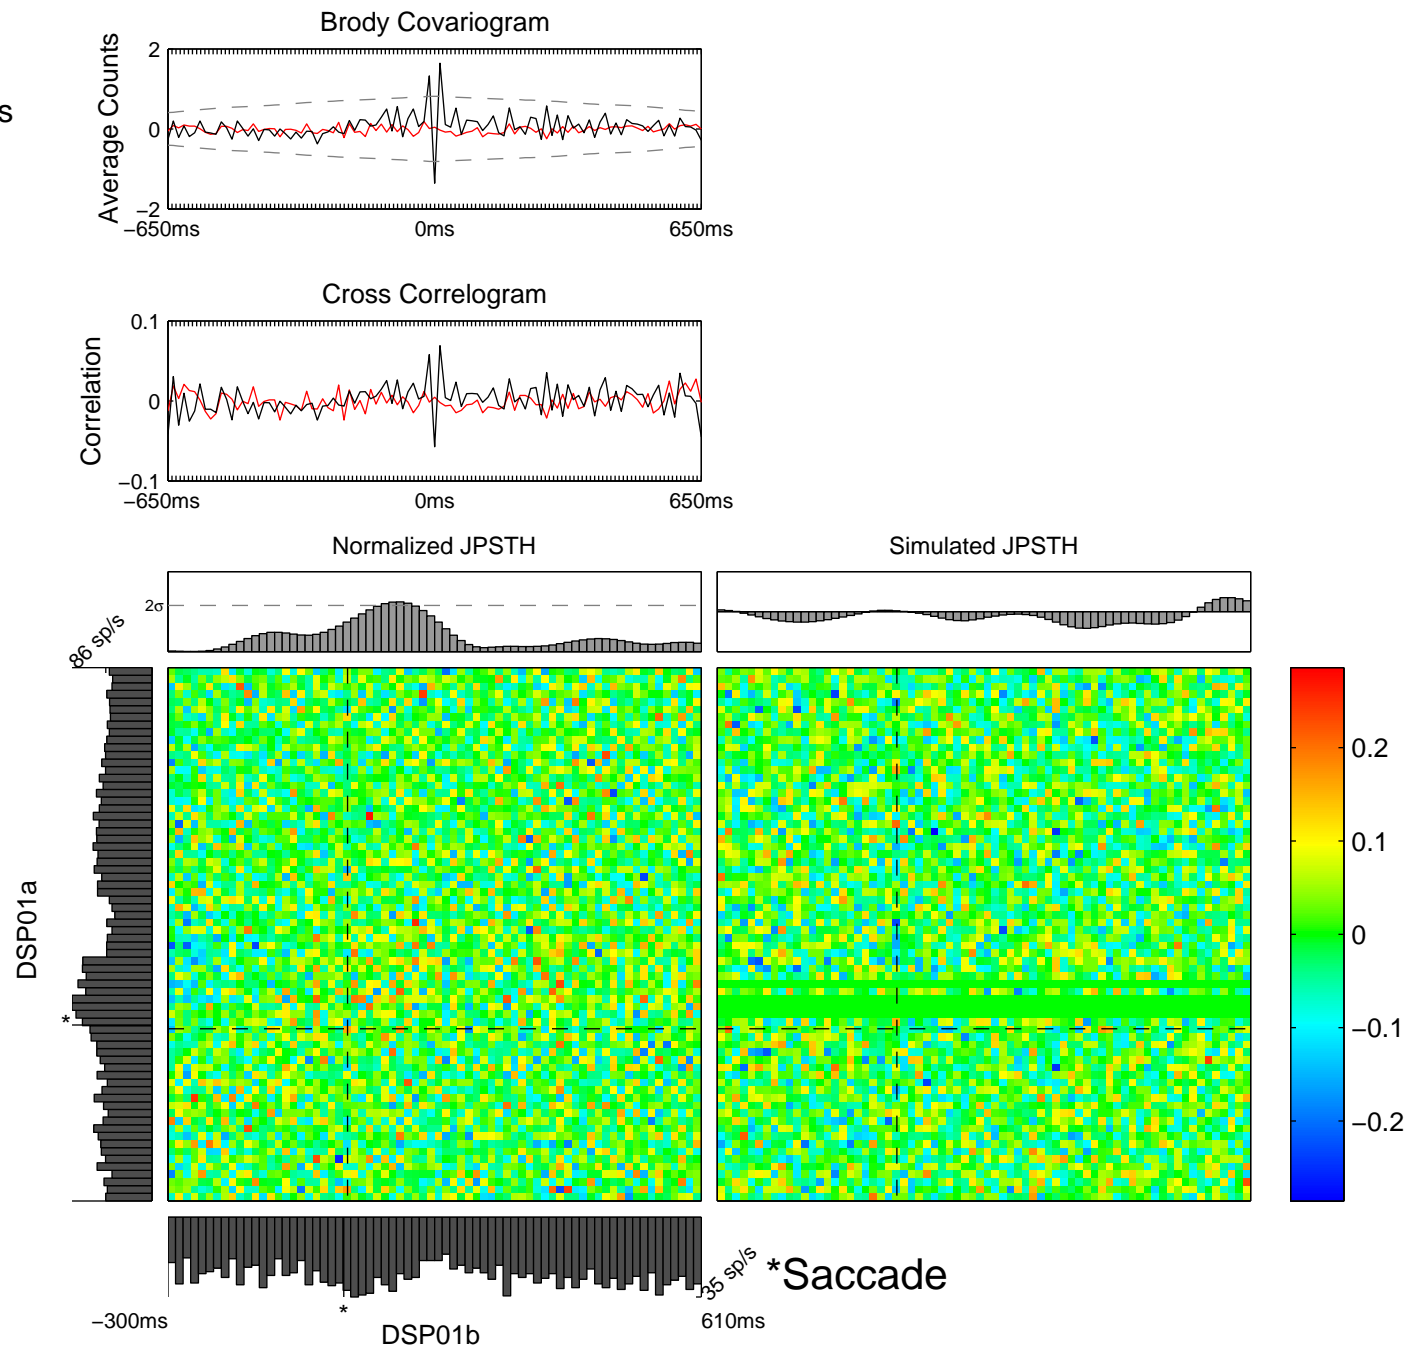 Brody Covariogram
s
Average Counts
2
0
−2
−650ms 0ms 650ms
Cross Correlogram
Correlation
0.1
0
−0.1
−650ms 0ms 650ms
Normalized JPSTH
Simulated JPSTH
2σ
86 sp/s
DSP01a
*
0.2
0.1
0
−0.1
−0.2
35 sp/s
*Saccade
*
−300ms
DSP01b
610ms